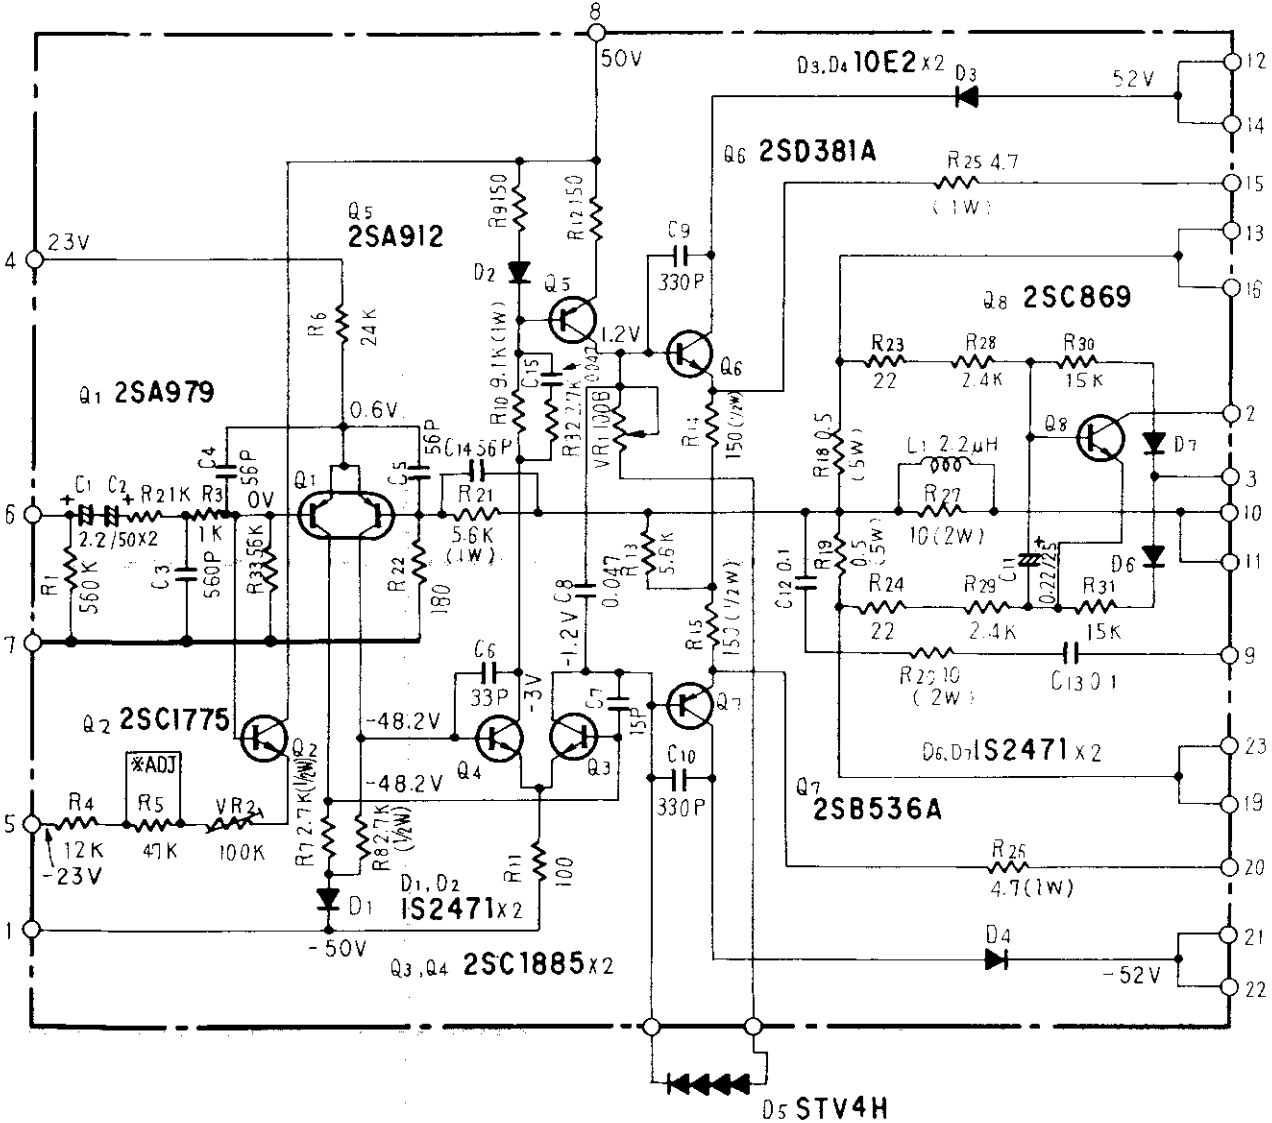 8
50V
D3, D4 10E2 x2
D3
52V
12
14
Q6 2SD381A
R25 4.7
(1W)
15
13
16
4
23V
Q5
2SA912
R9 150
R12 150
D2
Q5
C9
330P
1.2V
Q6
R6
24K
R10 9.1K (1W)
C15
0.047
R32 2.7K
VR1 100B
R14
150 (1/2W)
Q8 2SC869
R23
22
R28
2.4K
R30
15K
Q8
2
D7
3
Q1 2SA979
0.6V
C4
56P
C5
56P
C14 56P
R18 0.5
(5W)
L1 2.2μH
R27
10 (2W)
10
11
6
+
C1
C2
+
2.2/50X2
R2 1K
R3
1K
0V
Q1
R21
5.6K
(1W)
R1
560K
C3
560P
R33 56K
R22
180
R13
5.6K
C8
0.047
C12 0.1
R19
0.5
(5W)
C11
+
0.22/25
D6
R24
22
R29
2.4K
R31
15K
7
-1.2V
R15
150 (1/2W)
9
C13 0.1
10
(2W)
C6
33P
-3V
C7
15P
Q7
Q2 2SC1775
Q2
-48.2V
Q4
Q3
-48.2V
C10
330P
D6, D7 1S2471 x2
23
19
Q7
2SB536A
※ADJ
5
R4
12K
R5
47K
VR2
100K
-23V
R7 2.7K (1/2W)
R8 2.7K
(1/2W)
R11
100
R26
4.7 (1W)
20
D1
D1, D2
1S2471 x2
1
-50V
Q3, Q4 2SC1885 x2
D4
-52V
21
22
D5 STV4H